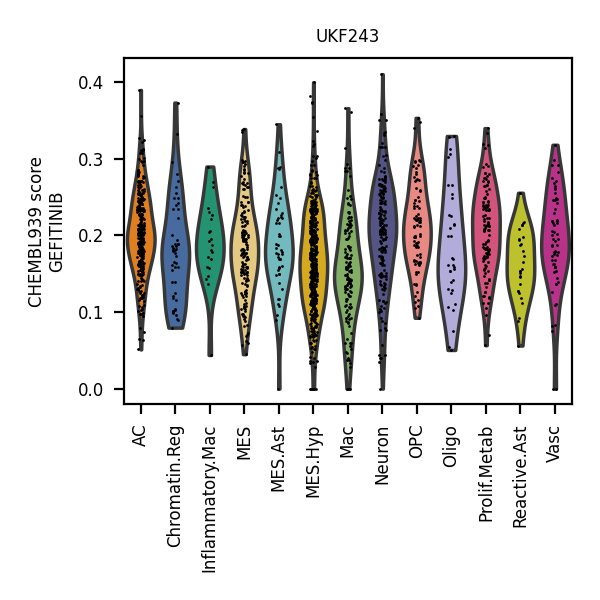 UKF243
CHEMBL939 score
GEFITINIB
0.4
0.3
0.2
0.1
0.0
AC
Chromatin.Reg
Inflammatory.Mac
MES
MES.Ast
MES.Hyp
Mac
Neuron
OPC
Oligo
Prolif.Metab
Reactive.Ast
Vasc